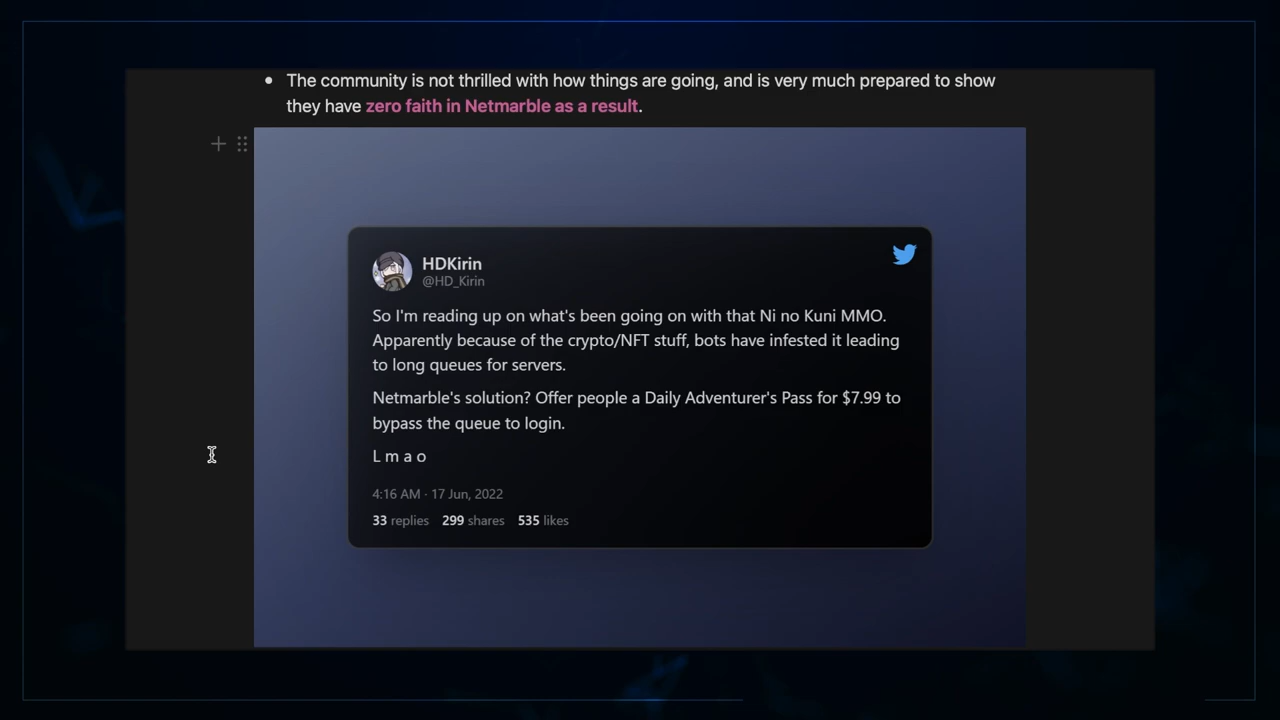 The community is not thrilled with how things are going, and is very much prepared to show
they have zero faith in Netmarble as a result.
HDKirin
@HD_Kirin
So I'm reading up on what's been going on with that Ni no Kuni MMO.
Apparently because of the crypto/NFT stuff, bots have infested it leading
to long queues for servers.
Netmarble's solution? Offer people a Daily Adventurer's Pass for $7.99 to
bypass the queue to login.
L m a o
4:16 AM · 17 Jun, 2022
33 replies 299 shares 535 likes